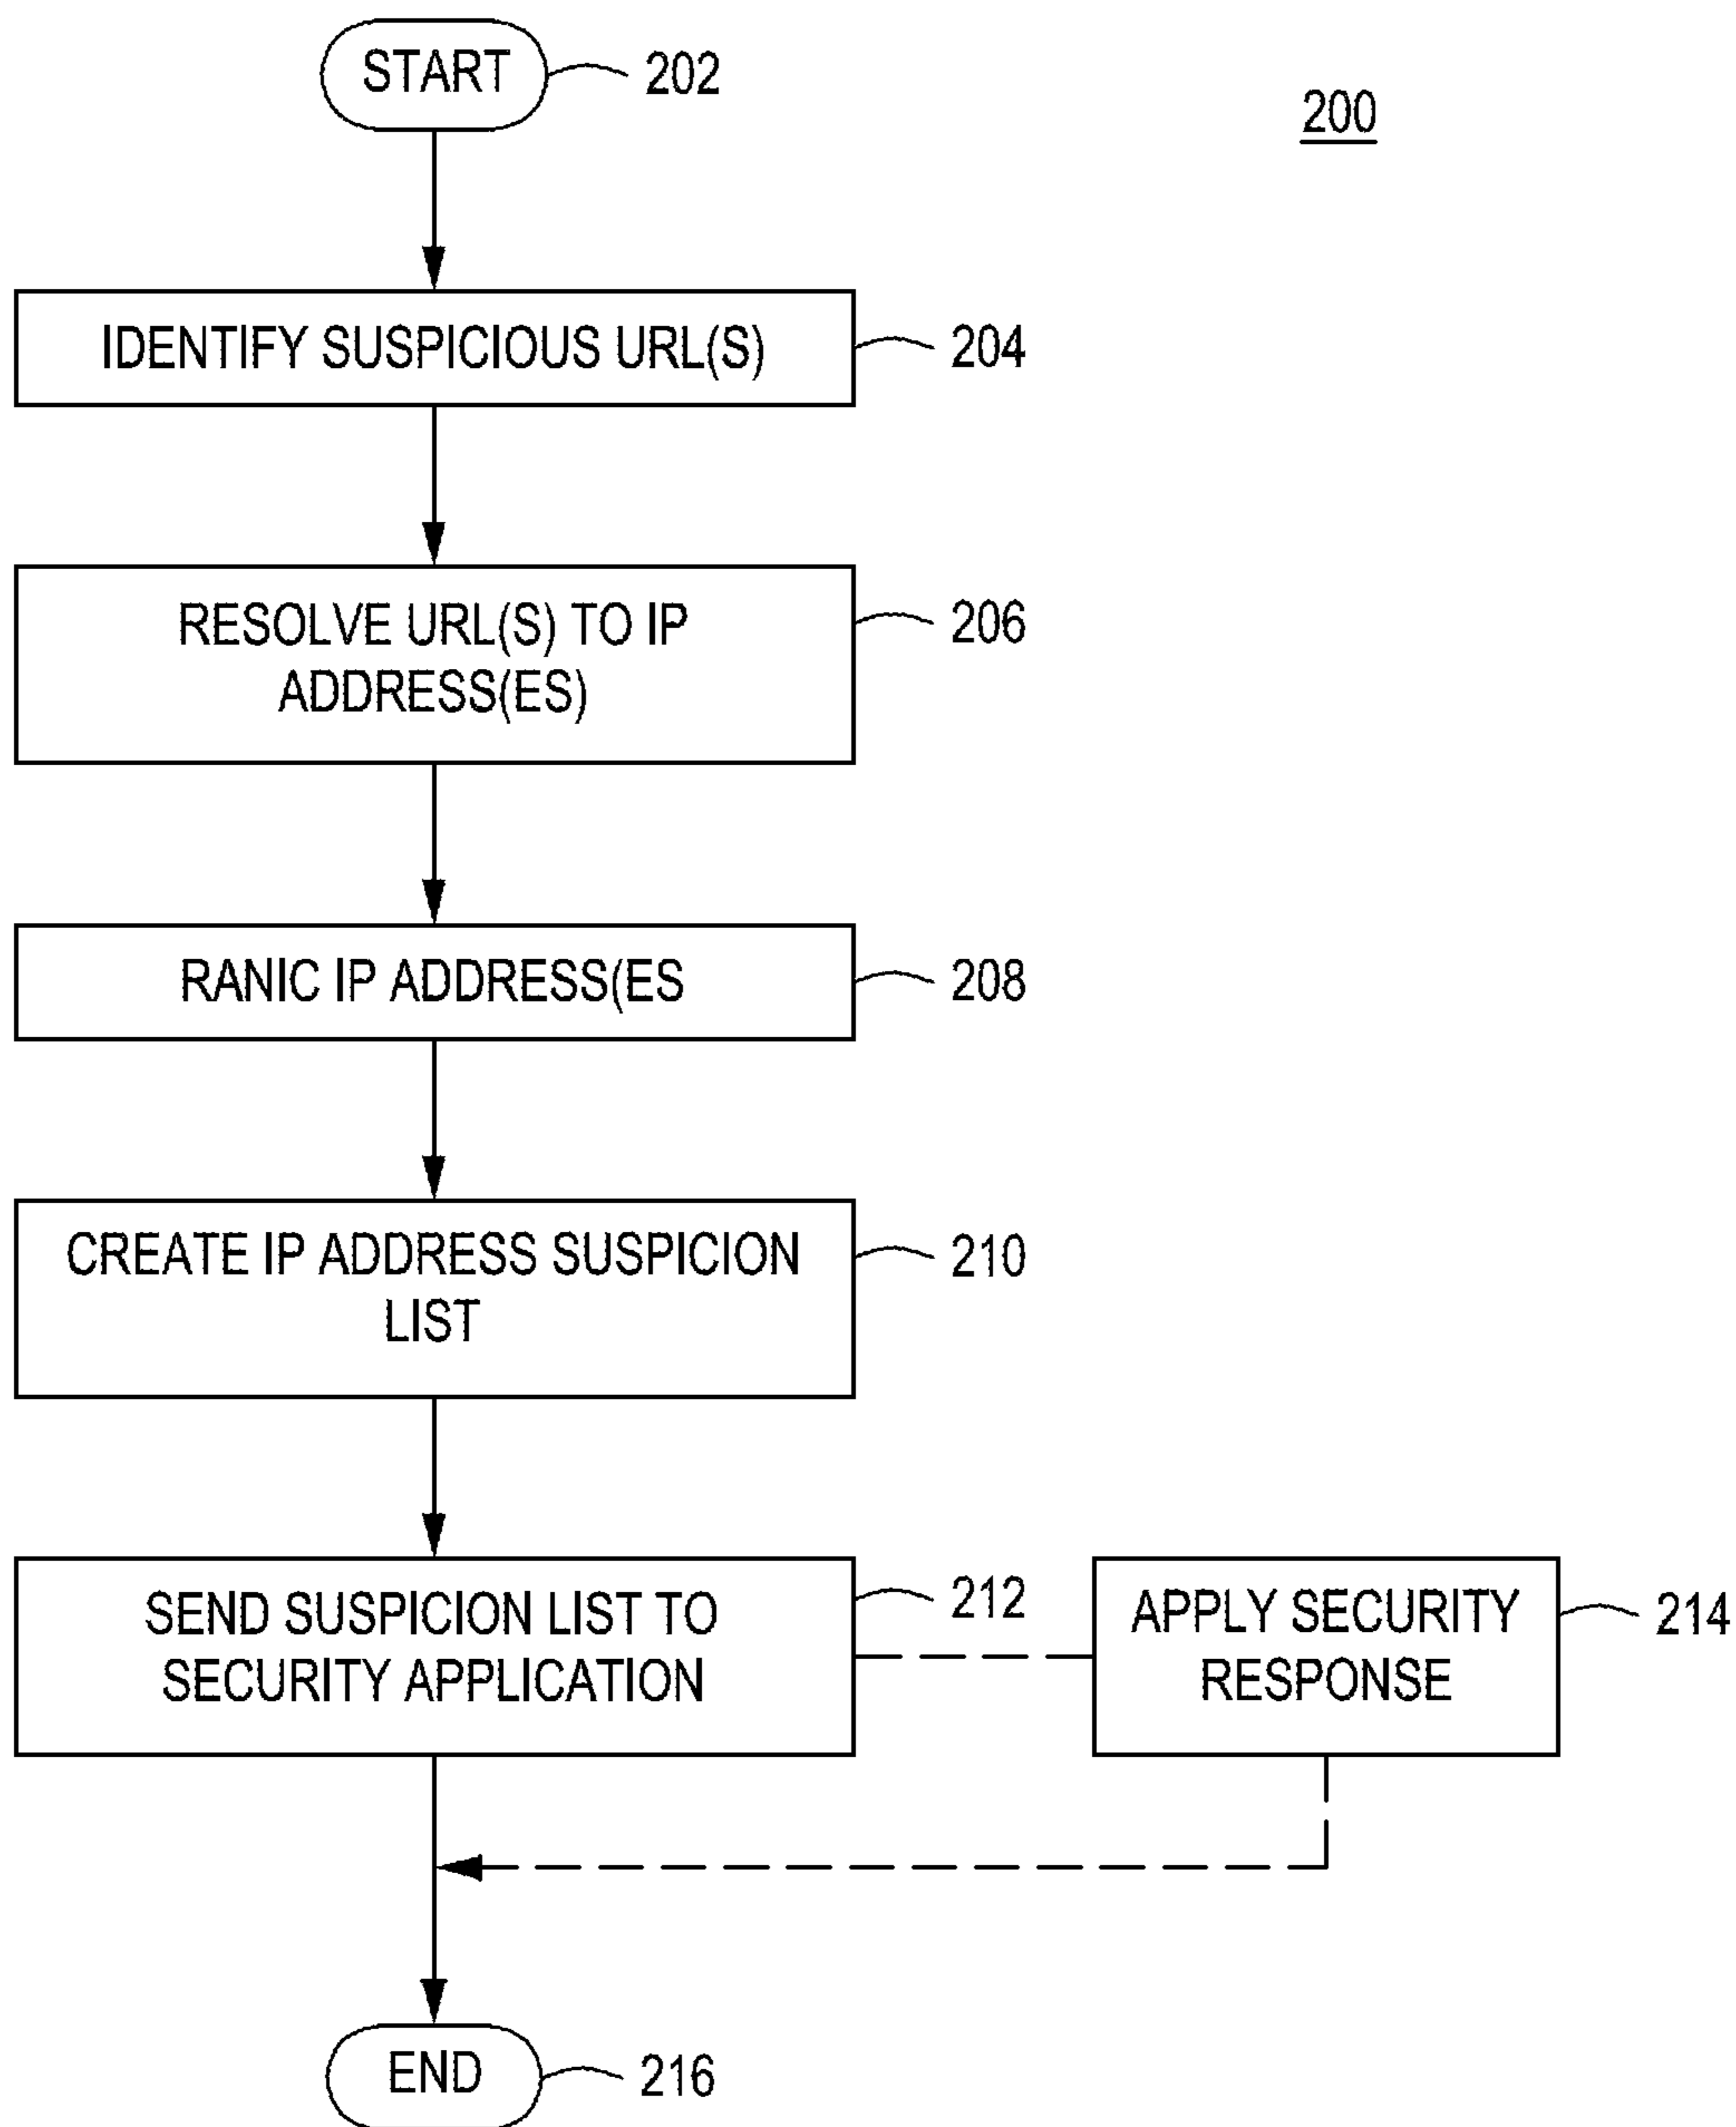 START
202
200
IDENTIFY SUSPICIOUS URL(S)
204
RESOLVE URL(S) TO IP
ADDRESS(ES)
206
RANIC IP ADDRESS(ES
208
CREATE IP ADDRESS SUSPICION
LIST
210
SEND SUSPICION LIST TO
SECURITY APPLICATION
212
APPLY SECURITY
RESPONSE
214
END
216